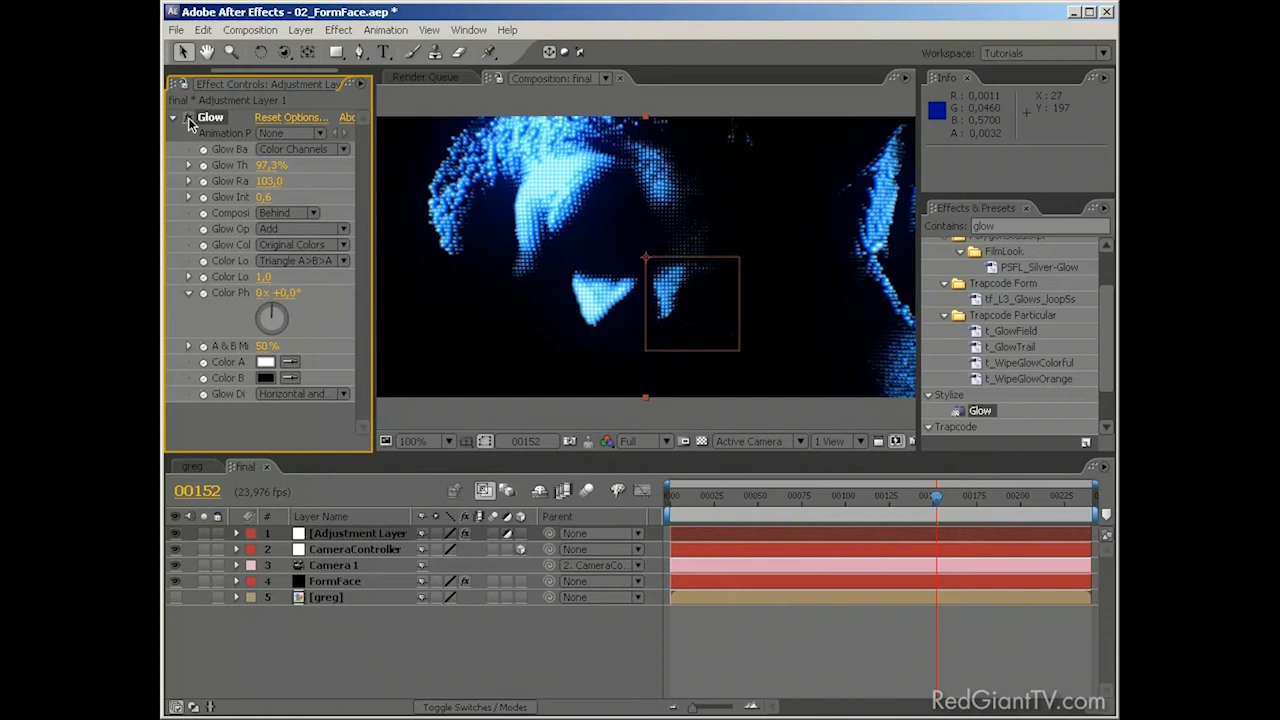 Adobe After Effects - 02_FormFace.aep *
File Edit Composition Layer Effect Animation View Window Help
Workspace: Tutorials
Effect Controls: Adjustment Lay
final * Adjustment Layer 1
Glow Reset Options... Abo
Animation P None
Glow Ba Color Channels
Glow Th 97,3%
Glow Ra 103,0
Glow Int 0,6
Composi Behind
Glow Op Add
Glow Col Original Colors
Color Lo Triangle A>B>A
Color Lo 1,0
Color Ph 0x+0,0°
A & B Mi 50 %
Color A
Color B
Glow Di Horizontal and...
Render Queue
Composition: final
100%
00152
Full
Active Camera
1 View
Info
R : 0,0011
G : 0,0460
B : 0,5700
A : 0,0032
X : 27
Y : 197
Effects & Presets
Contains: glow
FilmLook
PSFL_Silver-Glow
Trapcode Form
tf_L3_Glows_loop5s
Trapcode Particular
t_GlowField
t_GlowTrail
t_WipeGlowColorful
t_WipeGlowOrange
Stylize
Glow
Trapcode
greg final
00152 (23,976 fps)
# Layer Name Parent
1 [Adjustment Layer None
2 CameraController None
3 Camera 1 2. CameraCo...
4 FormFace None
5 [greg] None
000 00025 00050 00075 00100 00125 00175 00200 00225
Toggle Switches / Modes
RedGiantTV.com